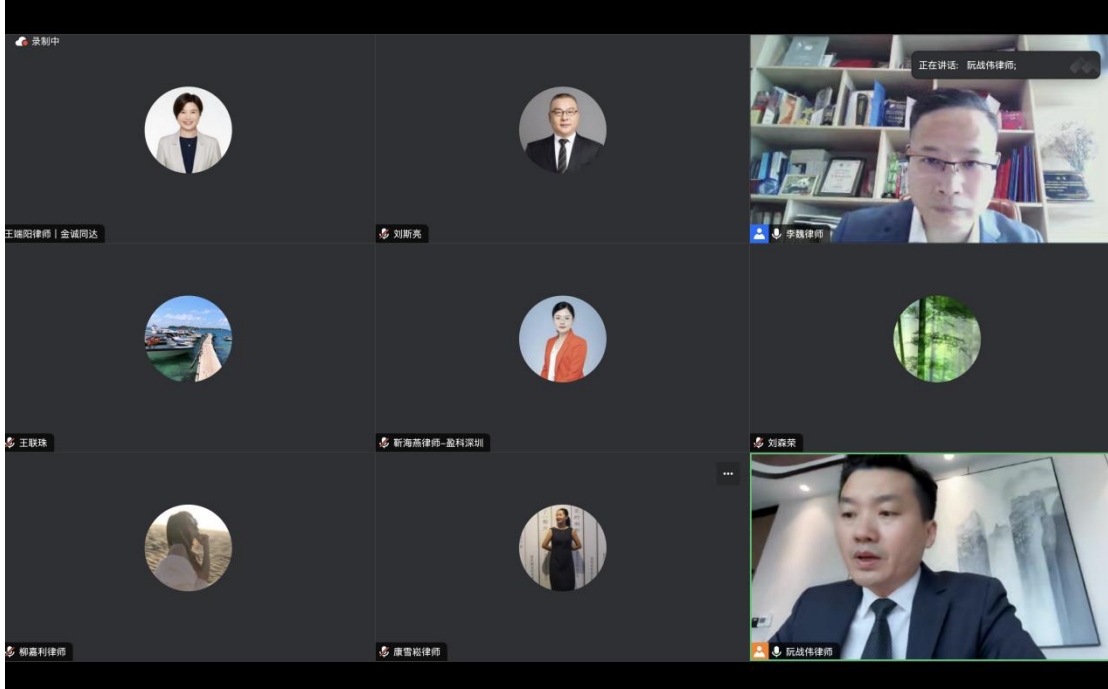 录制中
正在讲话: 阮战伟律师;
王端阳律师 | 金诚同达
刘斯亮
李魏律师
王联珠
靳海燕律师-盈科深圳
刘森荣
柳嘉利律师
康雪崧律师
阮战伟律师